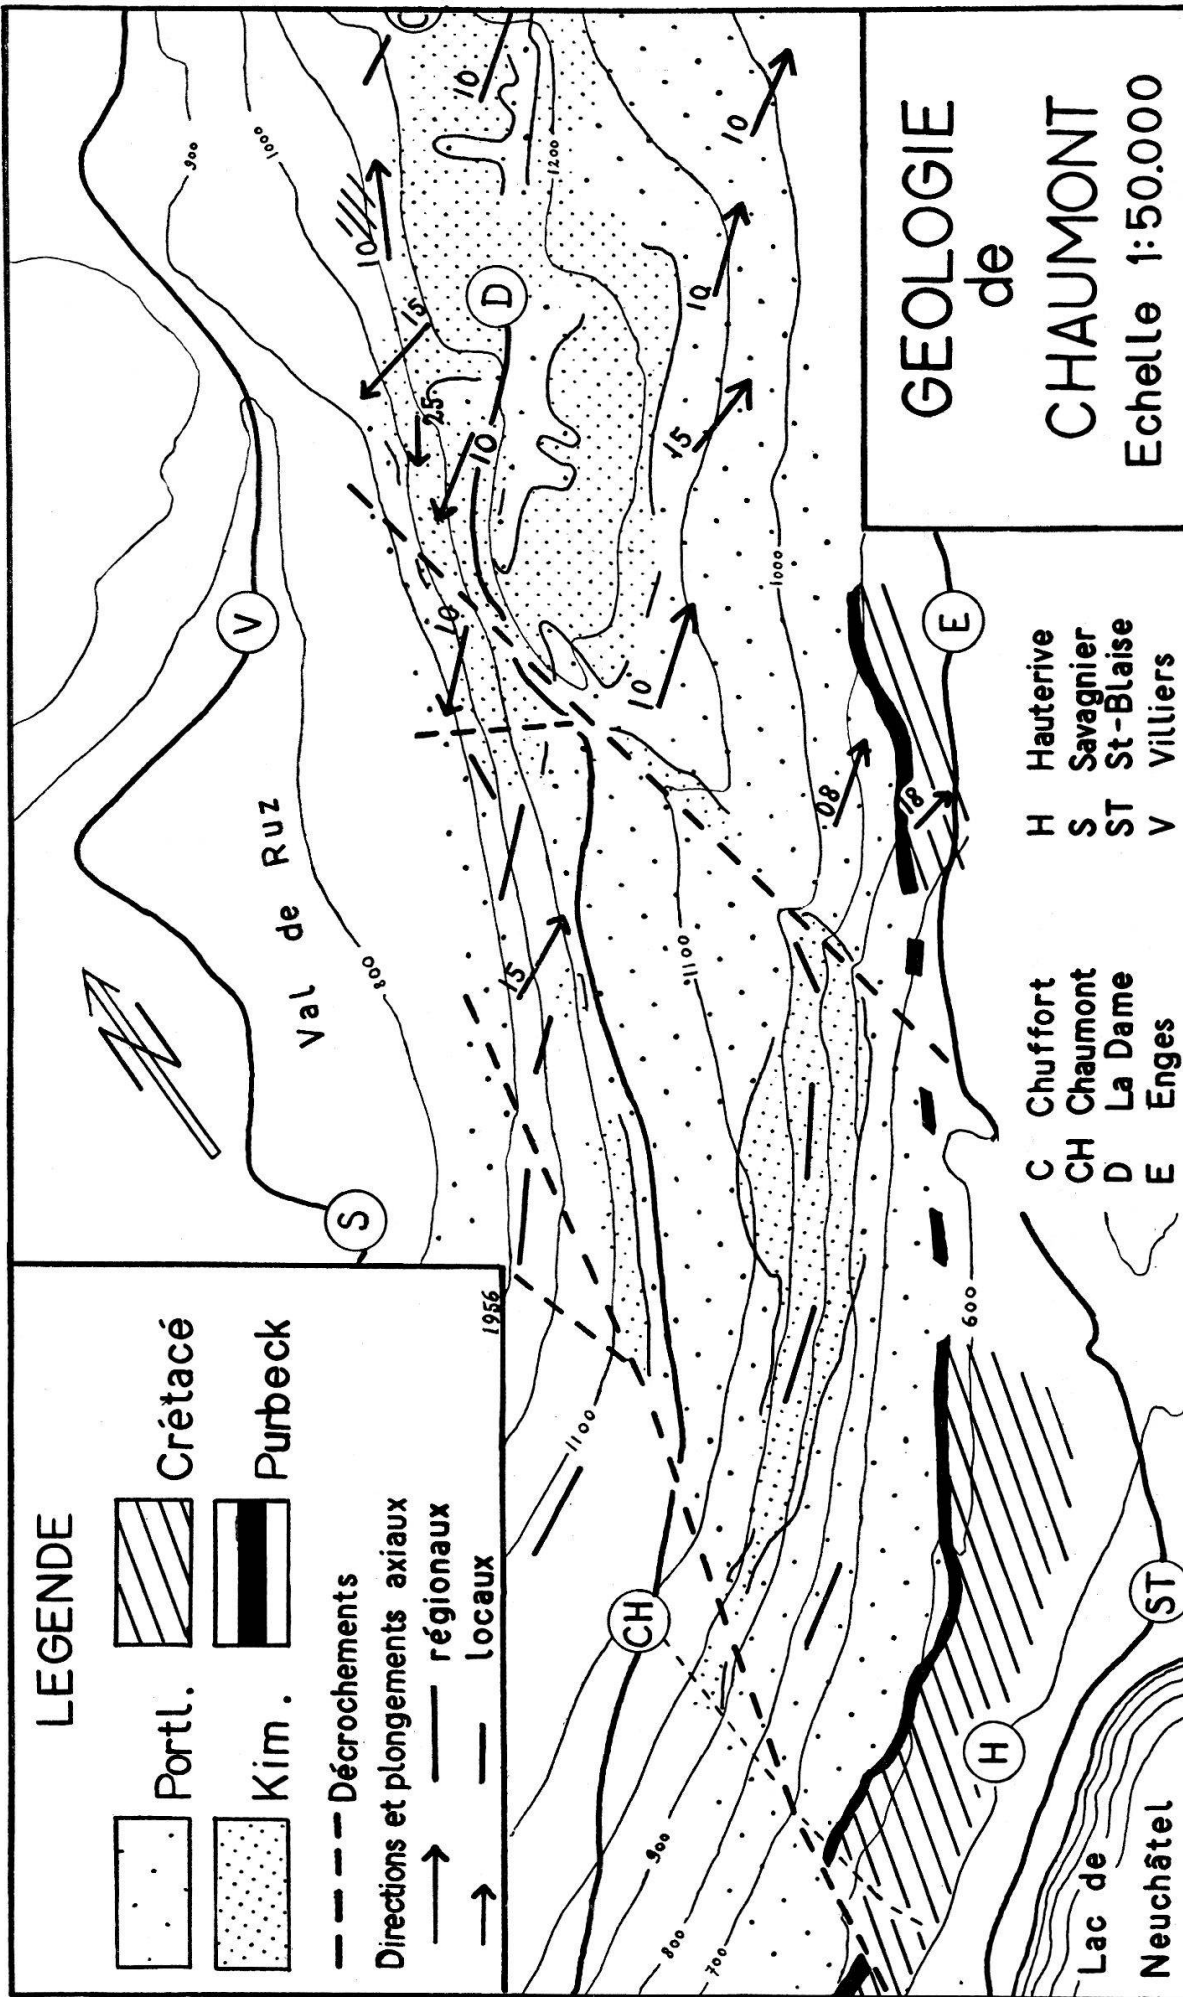 GEOLOGIE
de
CHAUMONT
Echelle 1:50.000
LEGENDE
Portl.
Crétacé
Kim.
Purbeck
Décrochements
Directions et plongements axiaux
régionaux
locaux
1956
C Chuffort
CH Chaumont
D La Dame
E Enges
H Hauterive
S Savagnier
ST St-Blaise
V Villiers
Val de Ruz
Lac de
Neuchâtel
S
V
C
D
E
CH
H
ST
900
1000
800
1200
1100
1000
1100
600
900
800
700
10
10
10
15
25
10
10
10
15
10
10
15
08
18